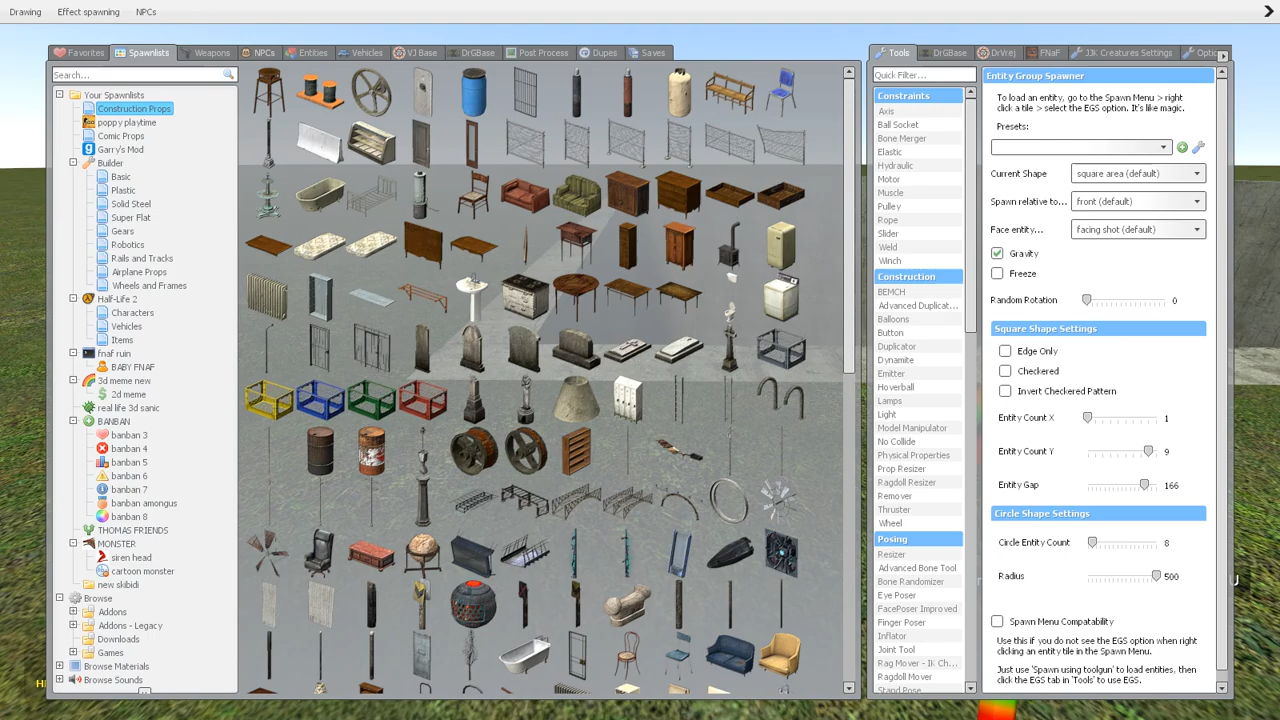 Drawing Effect spawning NPCs
Favorites Spawnlists Weapons NPCs Entities Vehicles VJ Base DrGBase Post Process Dupes Saves
Search...
Your Spawnlists
Construction Props
poppy playtime
Comic Props
Garry's Mod
Builder
Basic
Plastic
Solid Steel
Super Flat
Gears
Robotics
Rails and Tracks
Airplane Props
Wheels and Frames
Half-Life 2
Characters
Vehicles
Items
fnaf ruin
BABY FNAF
3d meme new
2d meme
real life 3d sanic
BANBAN
banban 3
banban 4
banban 5
banban 6
banban 7
banban amongus
banban 8
THOMAS FRIENDS
MONSTER
siren head
cartoon monster
new skibidi
Browse
Addons
Addons - Legacy
Downloads
Games
Browse Materials
Browse Sounds
Tools DrGBase DrVrej FNaF JJK Creatures Settings
Quick Filter...
Constraints
Axis
Ball Socket
Bone Merger
Elastic
Hydraulic
Motor
Muscle
Pulley
Rope
Slider
Weld
Winch
Construction
BEMCH
Advanced Duplicat...
Balloons
Button
Duplicator
Dynamite
Emitter
Hoverball
Lamps
Light
Model Manipulator
No Collide
Physical Properties
Prop Resizer
Ragdoll Resizer
Remover
Thruster
Wheel
Posing
Resizer
Advanced Bone Tool
Bone Randomizer
Eye Poser
FacePoser Improved
Finger Poser
Inflator
Joint Tool
Rag Mover - IK Ch...
Ragdoll Mover
Stand Pose
Entity Group Spawner
To load an entity, go to the Spawn Menu > right
click a tile > select the EGS option. It's like magic.
Presets:
Current Shape square area (default)
Spawn relative to... front (default)
Face entity... facing shot (default)
Gravity
Freeze
Random Rotation 0
Square Shape Settings
Edge Only
Checkered
Invert Checkered Pattern
Entity Count X 1
Entity Count Y 9
Entity Gap 166
Circle Shape Settings
Circle Entity Count 8
Radius 500
Spawn Menu Compatability
Use this if you do not see the EGS option when right
clicking an entity tile in the Spawn Menu.
Just use 'Spawn using toolgun' to load entities, then
click the EGS tab in 'Tools' to use EGS.